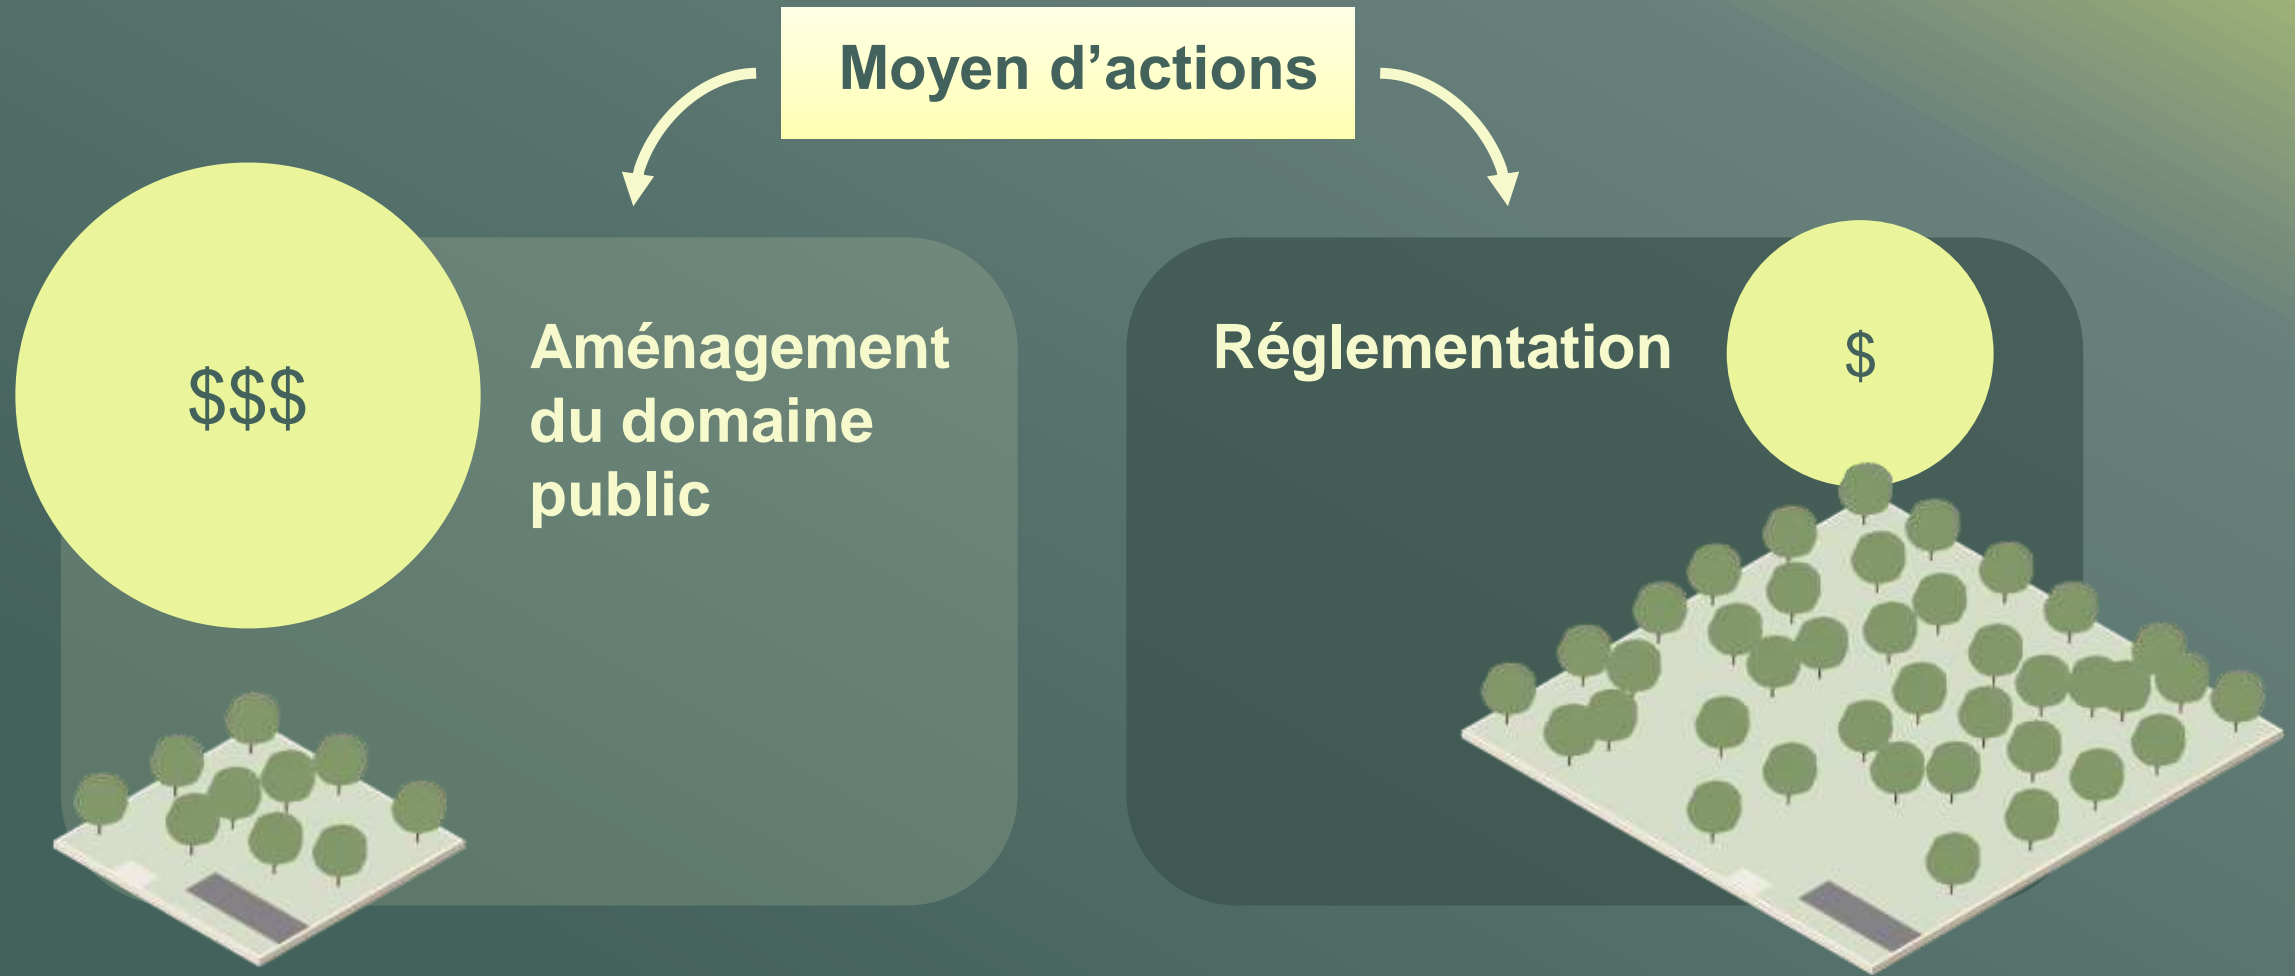 Moyen d’actions
$$$
Aménagement
du domaine
public
Réglementation
$